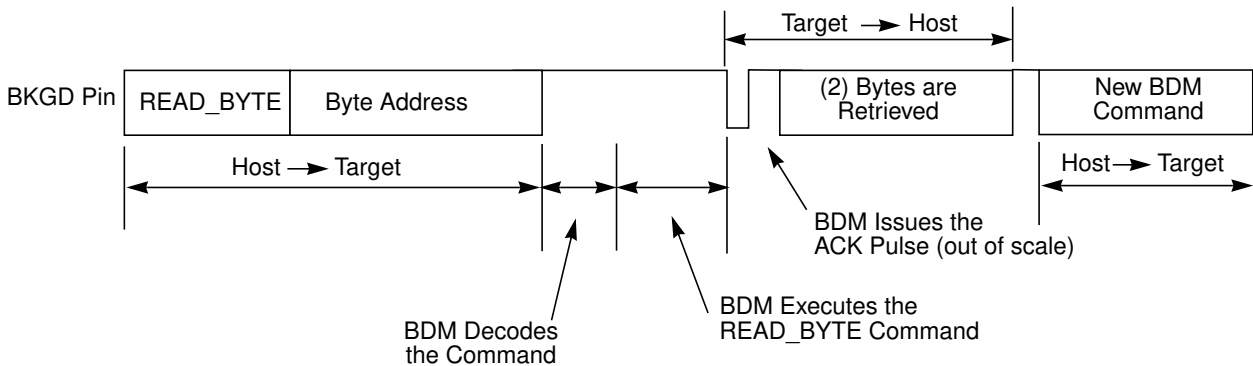 Target → Host
BKGD Pin
READ_BYTE
Byte Address
(2) Bytes are
Retrieved
New BDM
Command
Host → Target
Host → Target
BDM Issues the
ACK Pulse (out of scale)
BDM Decodes
the Command
BDM Executes the
READ_BYTE Command